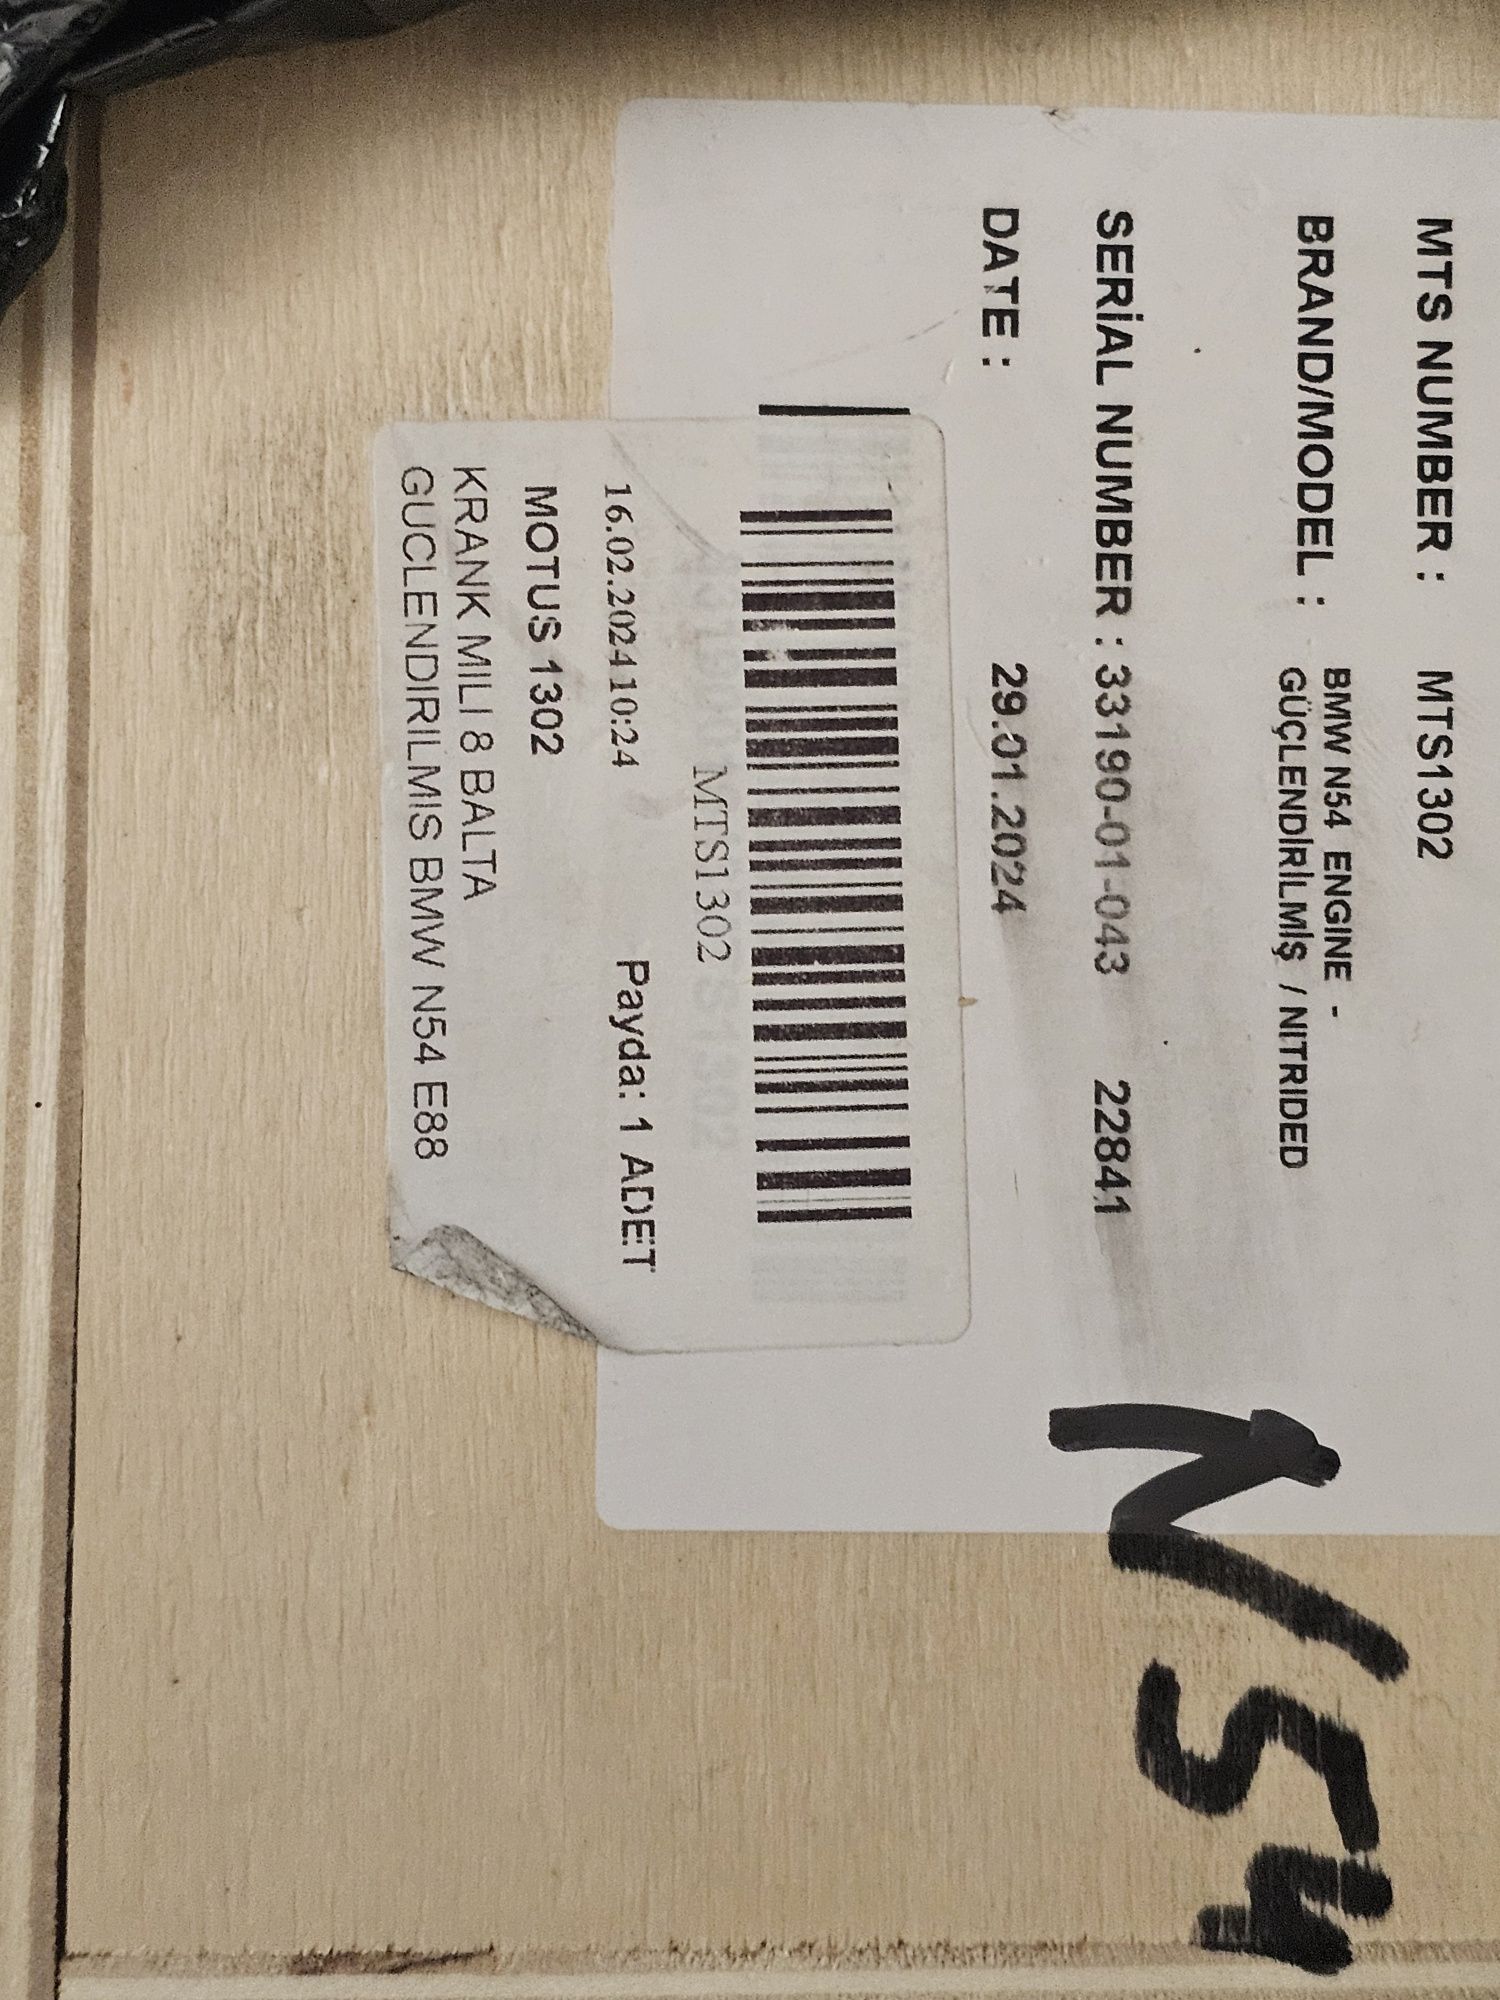 MTS NUMBER : MTS1302
BRAND/MODEL : BMW N54 ENGINE -
GÜÇLENDİRİLMİŞ / NITRIDED
SERİAL NUMBER : 33190-01-043 22841
DATE : 29.01.2024
MTS1302
16.02.2024 10:24 Payda: 1 ADET
MOTUS 1302
KRANK MILI 8 BALTA
GUCLENDIRILMIS BMW N54 E88
N54